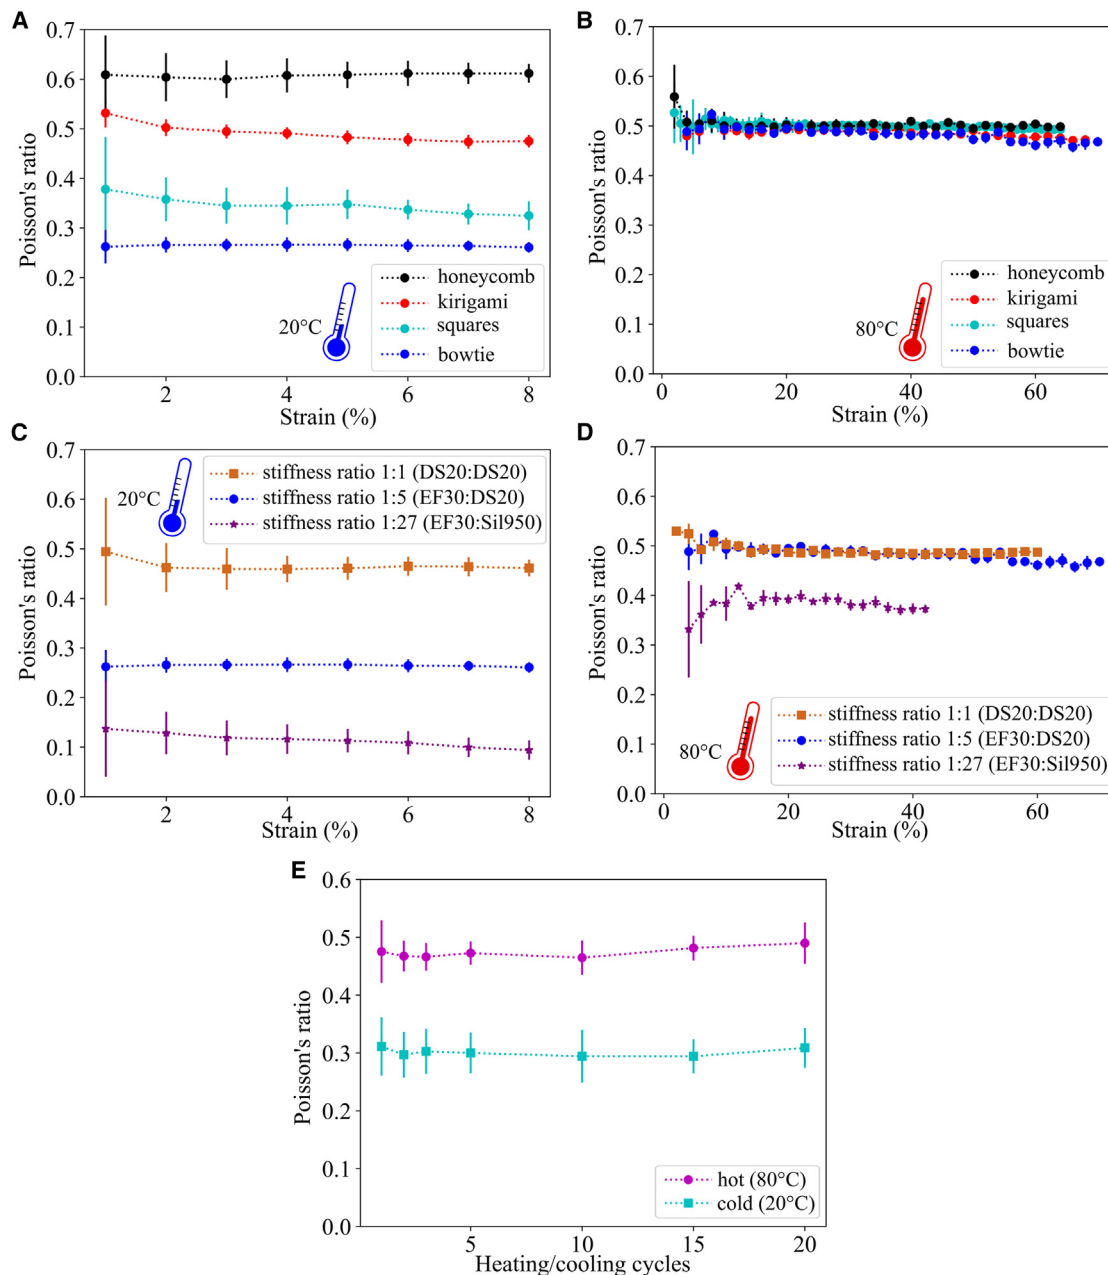 A
0.7
0.6
0.5
0.4
0.3
0.2
0.1
0.0
Poisson's ratio
20°C
honeycomb
kirigami
squares
bowtie
2 4 6 8
Strain (%)
B
0.7
0.6
0.5
0.4
0.3
0.2
0.1
0.0
Poisson's ratio
80°C
honeycomb
kirigami
squares
bowtie
0 20 40 60
Strain (%)
C
0.7
0.6
0.5
0.4
0.3
0.2
0.1
0.0
Poisson's ratio
20°C
stiffness ratio 1:1 (DS20:DS20)
stiffness ratio 1:5 (EF30:DS20)
stiffness ratio 1:27 (EF30:Sil950)
2 4 6 8
Strain (%)
D
0.7
0.6
0.5
0.4
0.3
0.2
0.1
0.0
Poisson's ratio
80°C
stiffness ratio 1:1 (DS20:DS20)
stiffness ratio 1:5 (EF30:DS20)
stiffness ratio 1:27 (EF30:Sil950)
0 20 40 60
Strain (%)
E
0.6
0.5
0.4
0.3
0.2
0.1
0.0
Poisson's ratio
hot (80°C)
cold (20°C)
5 10 15 20
Heating/cooling cycles